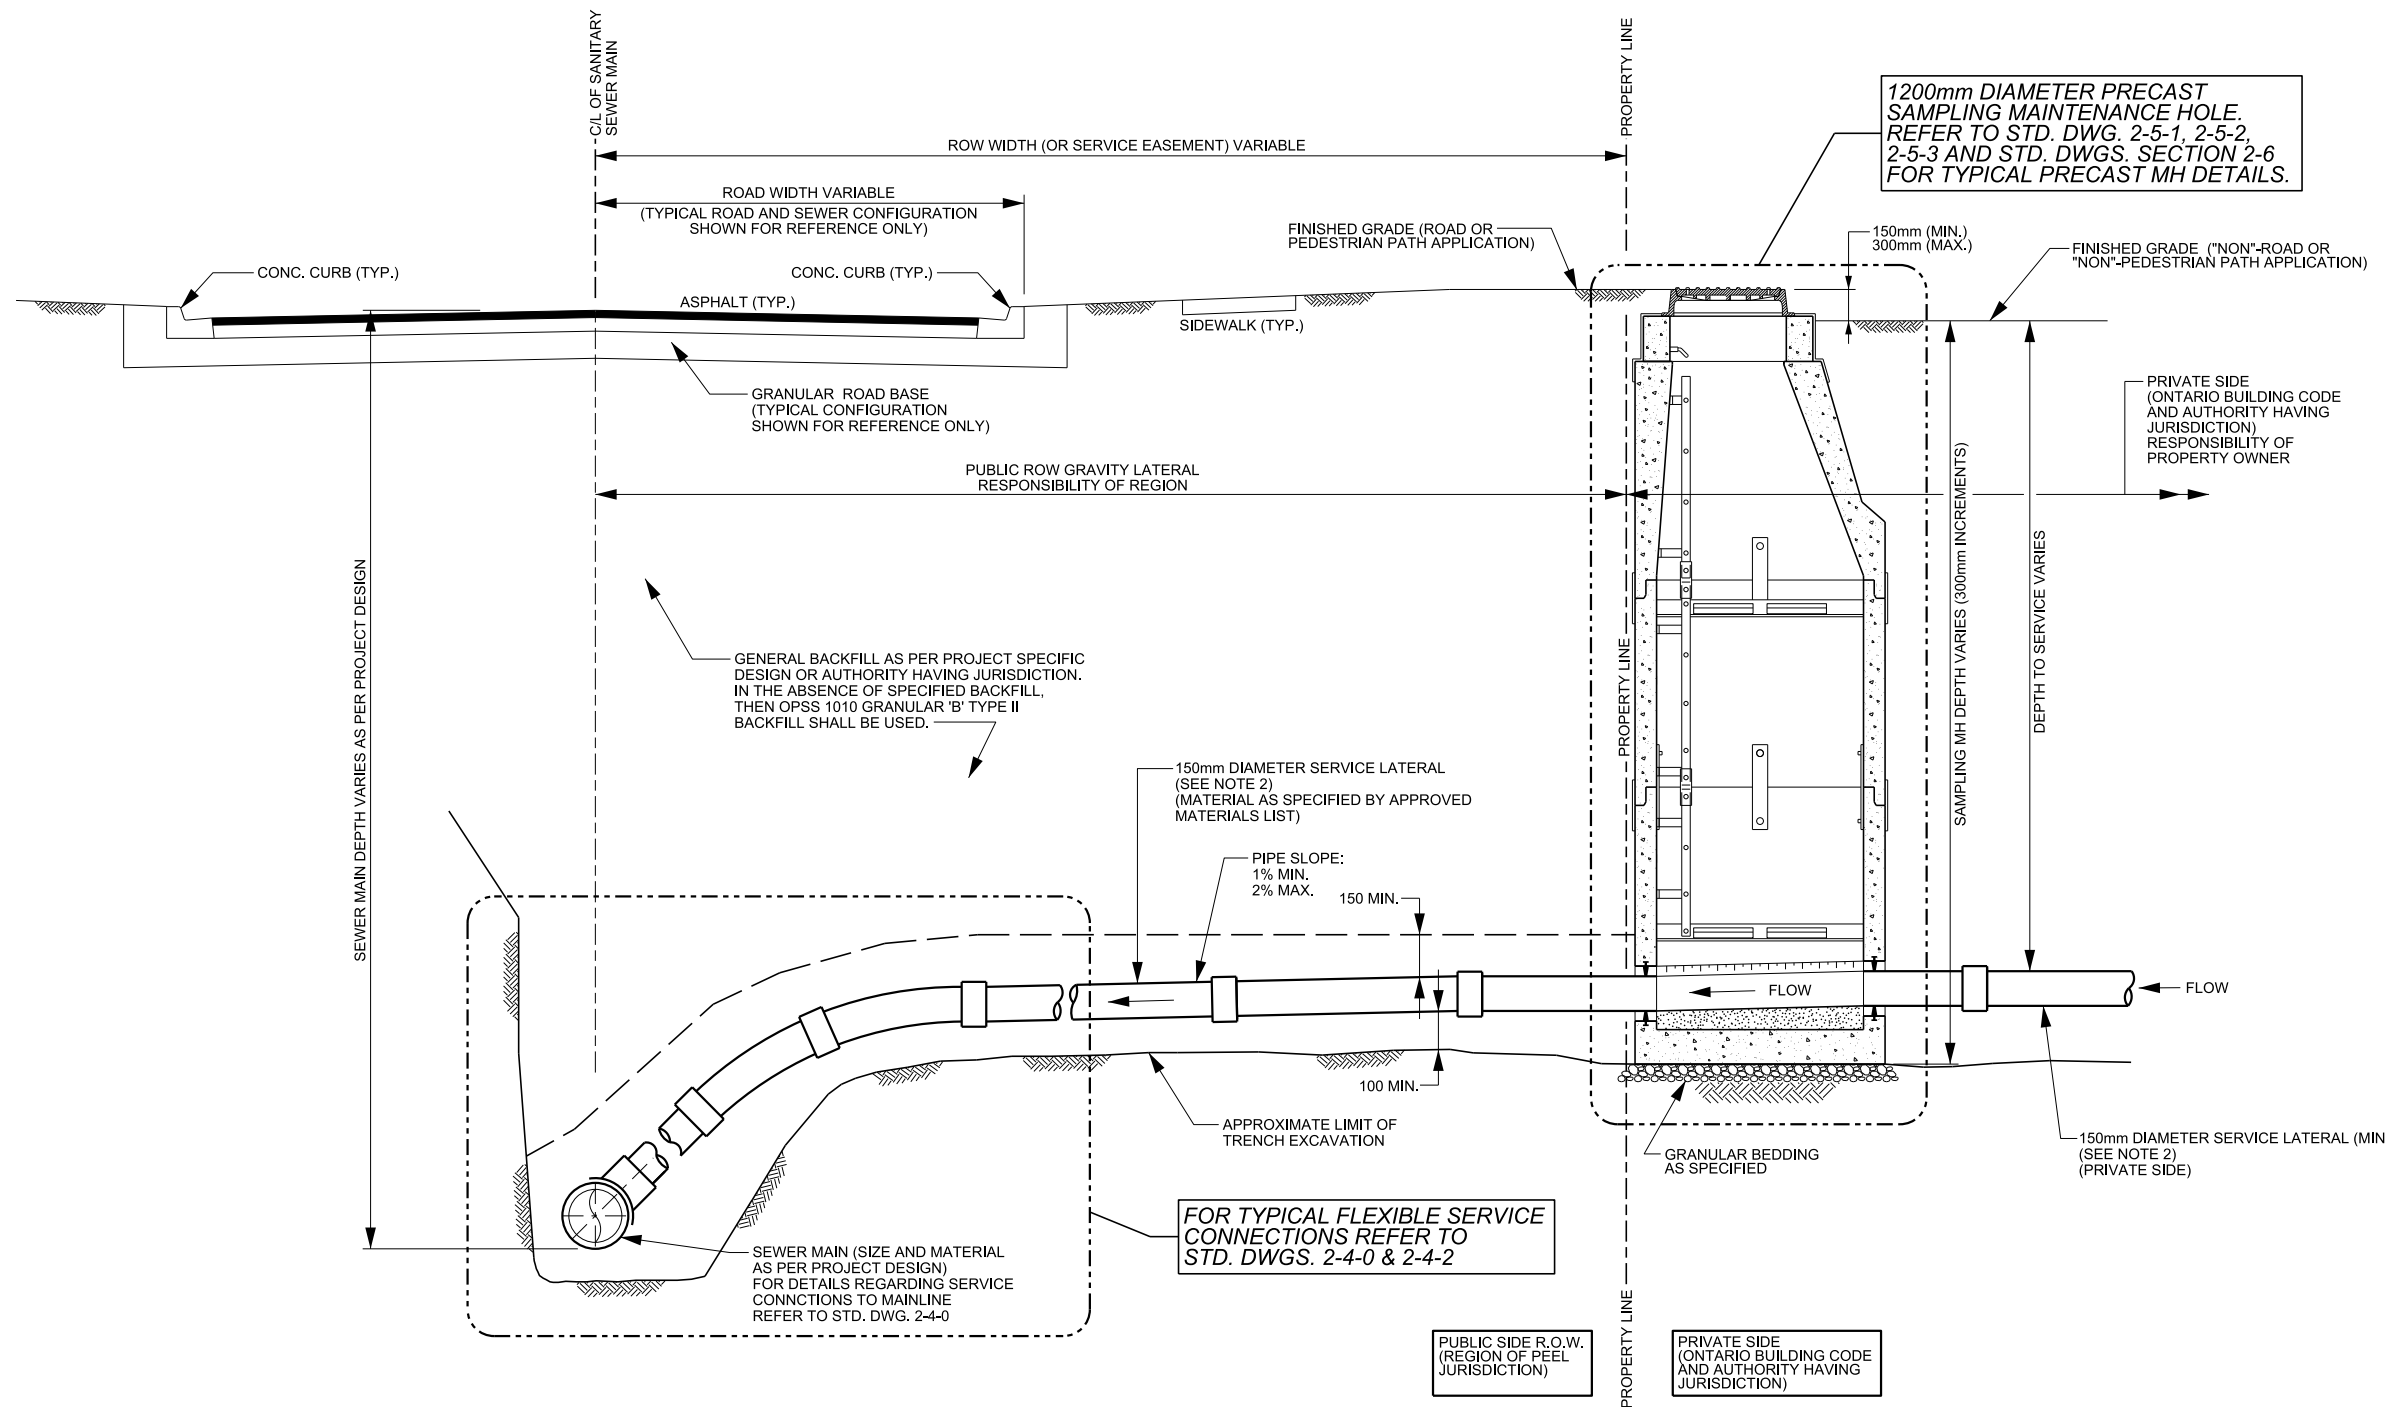 C/L OF SANITARY
SEWER MAIN
PROPERTY LINE
1200mm DIAMETER PRECAST
SAMPLING MAINTENANCE HOLE.
REFER TO STD. DWG. 2-5-1, 2-5-2,
2-5-3 AND STD. DWGS. SECTION 2-6
FOR TYPICAL PRECAST MH DETAILS.
ROW WIDTH (OR SERVICE EASEMENT) VARIABLE
ROAD WIDTH VARIABLE
(TYPICAL ROAD AND SEWER CONFIGURATION
SHOWN FOR REFERENCE ONLY)
FINISHED GRADE (ROAD OR
PEDESTRIAN PATH APPLICATION)
150mm (MIN.)
300mm (MAX.)
FINISHED GRADE ("NON"-ROAD OR
"NON"-PEDESTRIAN PATH APPLICATION)
CONC. CURB (TYP.)
CONC. CURB (TYP.)
ASPHALT (TYP.)
SIDEWALK (TYP.)
GRANULAR ROAD BASE
(TYPICAL CONFIGURATION
SHOWN FOR REFERENCE ONLY)
PRIVATE SIDE
(ONTARIO BUILDING CODE
AND AUTHORITY HAVING
JURISDICTION)
RESPONSIBILITY OF
PROPERTY OWNER
PUBLIC ROW GRAVITY LATERAL
RESPONSIBILITY OF REGION
SEWER MAIN DEPTH VARIES AS PER PROJECT DESIGN
GENERAL BACKFILL AS PER PROJECT SPECIFIC
DESIGN OR AUTHORITY HAVING JURISDICTION.
IN THE ABSENCE OF SPECIFIED BACKFILL,
THEN OPSS 1010 GRANULAR 'B' TYPE II
BACKFILL SHALL BE USED.
PROPERTY LINE
SAMPLING MH DEPTH VARIES (300mm INCREMENTS)
DEPTH TO SERVICE VARIES
150mm DIAMETER SERVICE LATERAL
(SEE NOTE 2)
(MATERIAL AS SPECIFIED BY APPROVED
MATERIALS LIST)
PIPE SLOPE:
1% MIN.
2% MAX.
150 MIN.
FLOW
FLOW
100 MIN.
APPROXIMATE LIMIT OF
TRENCH EXCAVATION
GRANULAR BEDDING
AS SPECIFIED
150mm DIAMETER SERVICE LATERAL (MIN
(SEE NOTE 2)
(PRIVATE SIDE)
FOR TYPICAL FLEXIBLE SERVICE
CONNECTIONS REFER TO
STD. DWGS. 2-4-0 & 2-4-2
SEWER MAIN (SIZE AND MATERIAL
AS PER PROJECT DESIGN)
FOR DETAILS REGARDING SERVICE
CONNCTIONS TO MAINLINE
REFER TO STD. DWG. 2-4-0
PUBLIC SIDE R.O.W.
(REGION OF PEEL
JURISDICTION)
PROPERTY LINE
PRIVATE SIDE
(ONTARIO BUILDING CODE
AND AUTHORITY HAVING
JURISDICTION)